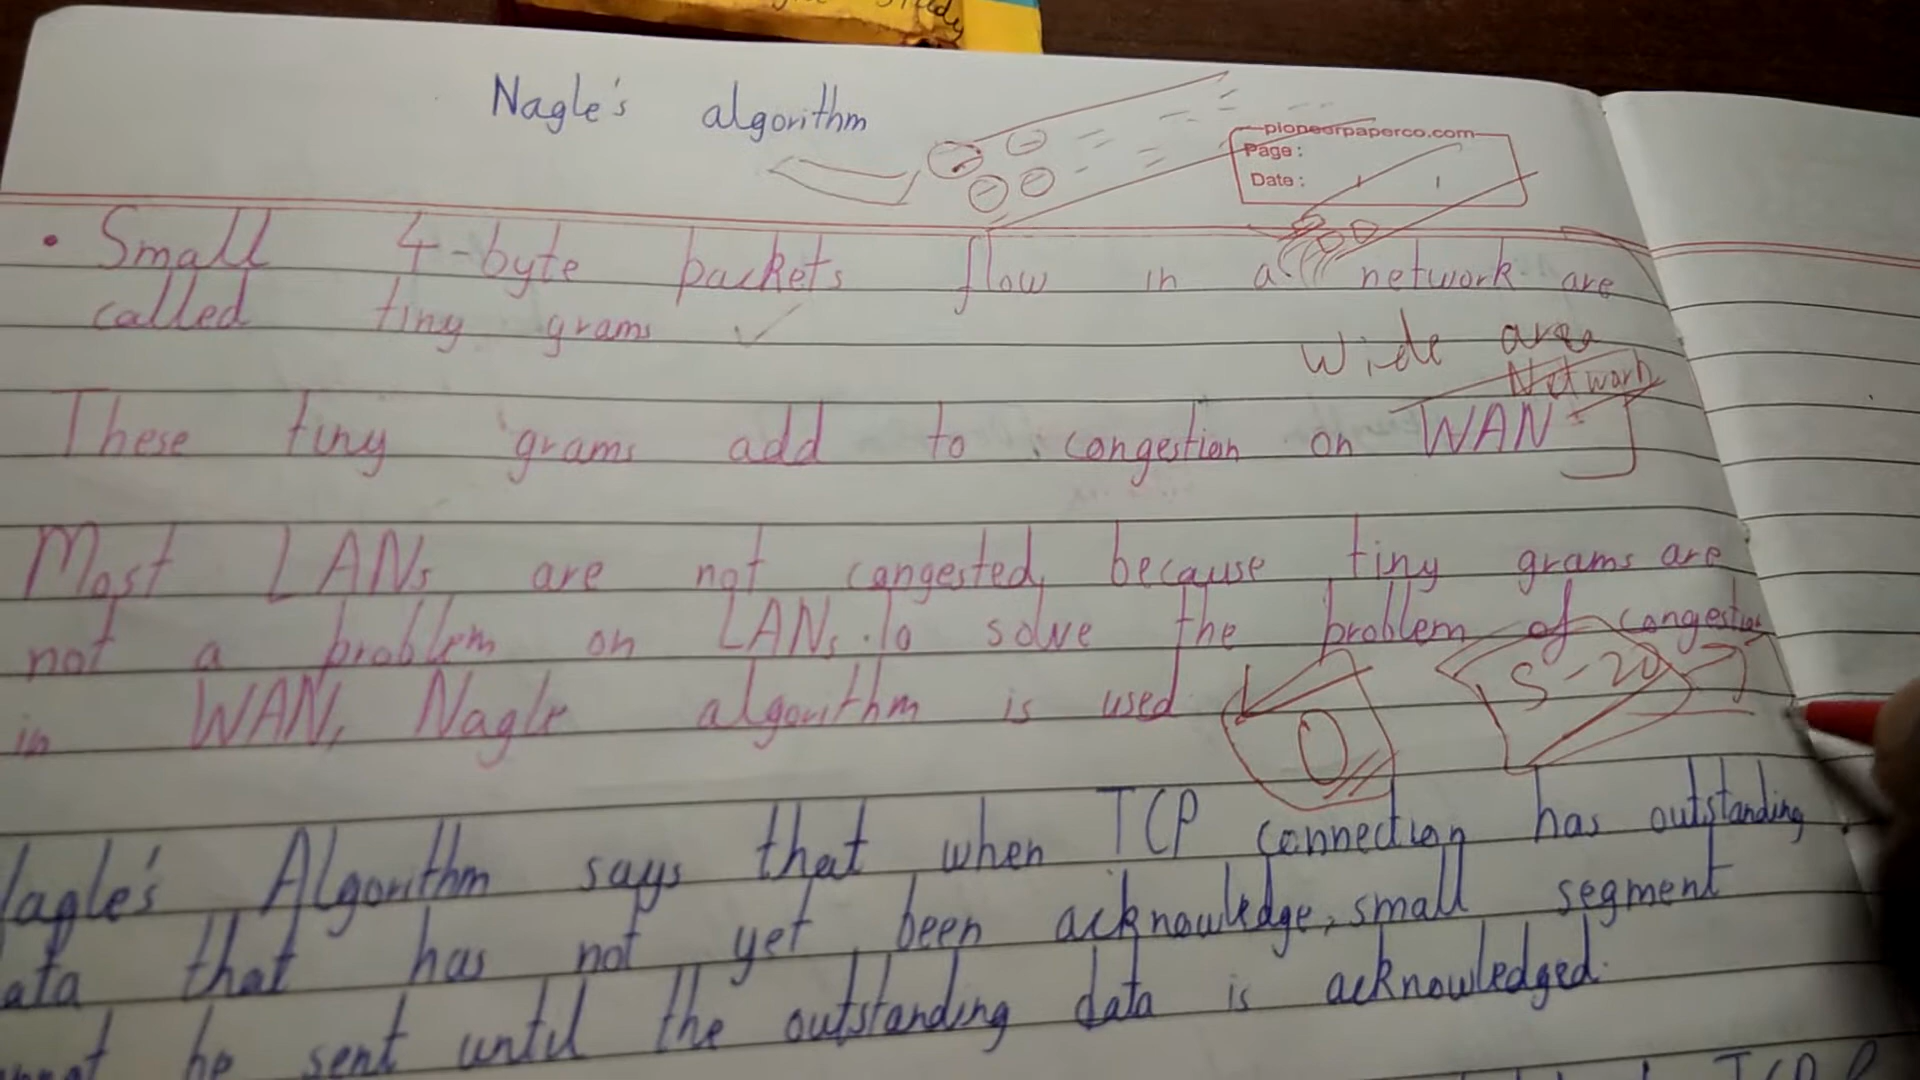 Nagle's algorithm
pioneerpaperco.com
Page :
Date :
• Small 4-byte packets flow in a network are
called tiny grams
Wide area
Network
These tiny grams add to congestion on WAN
Most LANs are not congested, because tiny grams are
not a problem on LANs. To solve the problem of congestion
in WAN, Nagle algorithm is used
S-20
agle's Algorithm says that when TCP connection has outstanding
ata that has not yet been acknowledge, small segment
be sent until the outstanding data is acknowledged.
TCP